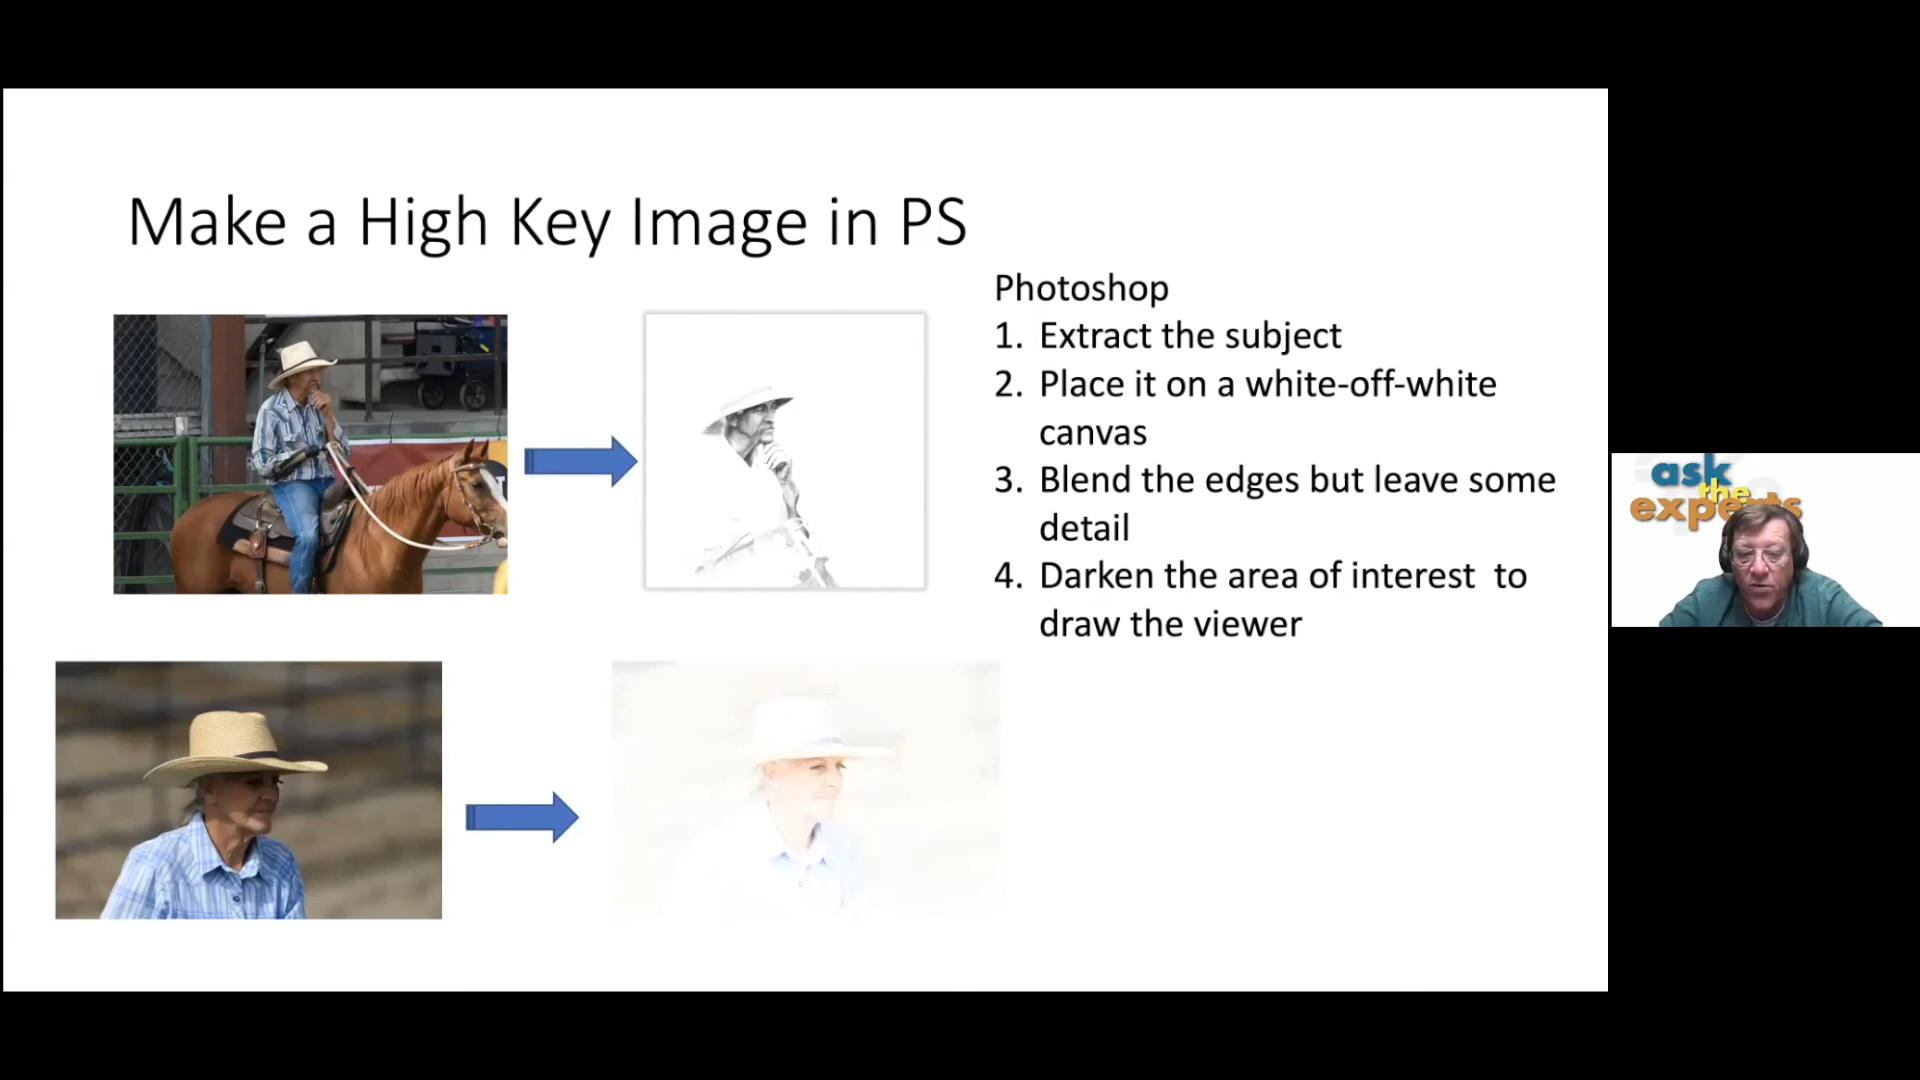 Make a High Key Image in PS
Photoshop
1. Extract the subject
2. Place it on a white-off-white
canvas
3. Blend the edges but leave some
detail
4. Darken the area of interest  to
draw the viewer
ask
the
experts